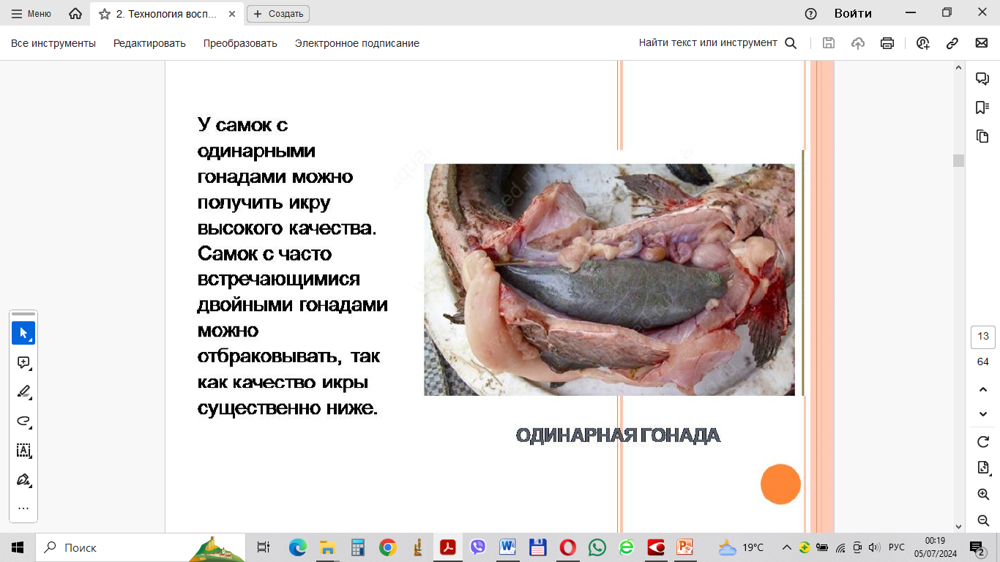 Меню
2. Технология восп...
Создать
Войти
Все инструменты
Редактировать
Преобразовать
Электронное подписание
Найти текст или инструмент
У самок с
одинарными
гонадами можно
получить икру
высокого качества.
Самок с часто
встречающимися
двойными гонадами
можно
отбраковывать, так
как качество икры
существенно ниже.
ОДИНАРНАЯ ГОНАДА
13
64
Поиск
19°C
РУС
00:19
05/07/2024
2